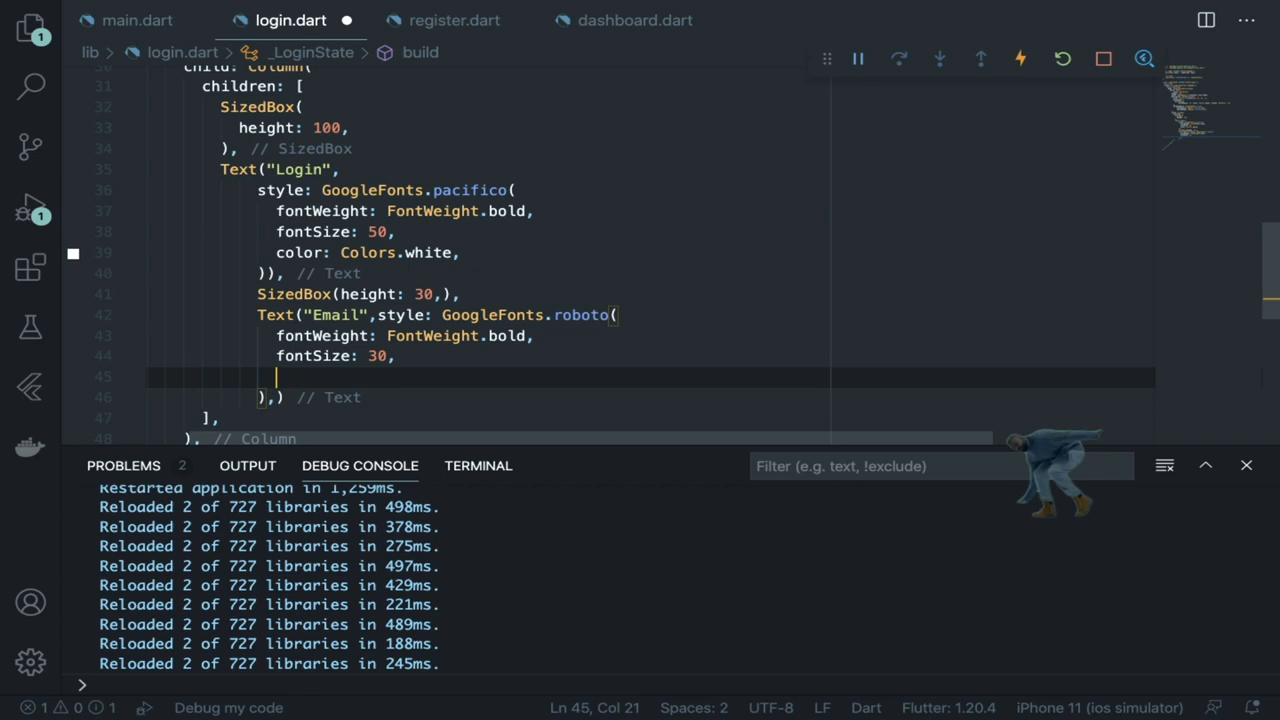 main.dart login.dart register.dart dashboard.dart
lib > login.dart > _LoginState > build
30 child: Column(
31 children: [
32 SizedBox(
33 height: 100,
34 ), // SizedBox
35 Text("Login",
36 style: GoogleFonts.pacifico(
37 fontWeight: FontWeight.bold,
38 fontSize: 50,
39 color: Colors.white,
40 )), // Text
41 SizedBox(height: 30,),
42 Text("Email",style: GoogleFonts.roboto(
43 fontWeight: FontWeight.bold,
44 fontSize: 30,
45
46 ),) // Text
47 ],
48 ), // Column
PROBLEMS 2 OUTPUT DEBUG CONSOLE TERMINAL Filter (e.g. text, !exclude)
Restarted application in 1,259ms.
Reloaded 2 of 727 libraries in 498ms.
Reloaded 2 of 727 libraries in 378ms.
Reloaded 2 of 727 libraries in 275ms.
Reloaded 2 of 727 libraries in 497ms.
Reloaded 2 of 727 libraries in 429ms.
Reloaded 2 of 727 libraries in 221ms.
Reloaded 2 of 727 libraries in 489ms.
Reloaded 2 of 727 libraries in 188ms.
Reloaded 2 of 727 libraries in 245ms.
>
1 0 1 Debug my code Ln 45, Col 21 Spaces: 2 UTF-8 LF Dart Flutter: 1.20.4 iPhone 11 (ios simulator)
1
1